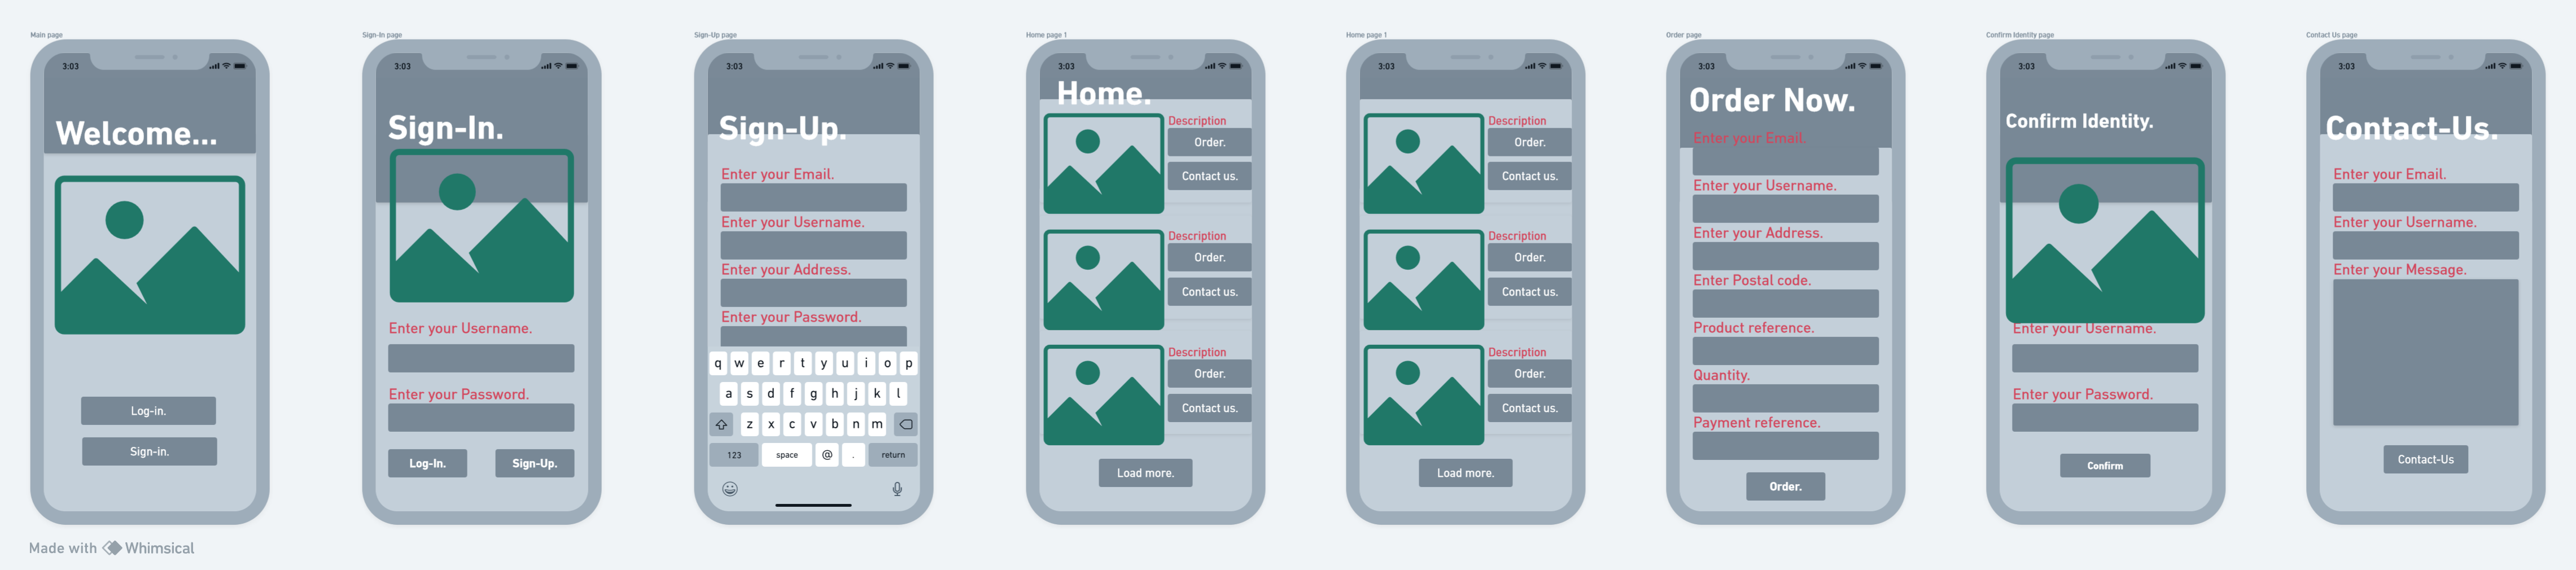 Main page
3:03
Welcome...
Log-in.
Sign-in.
Sign-In page
3:03
Sign-In.
Enter your Username.
Enter your Password.
Log-In.
Sign-Up.
Sign-Up page
3:03
Sign-Up.
Enter your Email.
Enter your Username.
Enter your Address.
Enter your Password.
q w e r t y u i o p
a s d f g h j k l
z x c v b n m
123 space @ . return
Home page 1
3:03
Home.
Description
Order.
Contact us.
Description
Order.
Contact us.
Description
Order.
Contact us.
Load more.
Home page 1
3:03
Description
Order.
Contact us.
Description
Order.
Contact us.
Description
Order.
Contact us.
Load more.
Order page
3:03
Order Now.
Enter your Email.
Enter your Username.
Enter your Address.
Enter Postal code.
Product reference.
Quantity.
Payment reference.
Order.
Confirm Identity page
3:03
Confirm Identity.
Enter your Username.
Enter your Password.
Confirm
Contact Us page
3:03
Contact-Us.
Enter your Email.
Enter your Username.
Enter your Message.
Contact-Us
Made with Whimsical